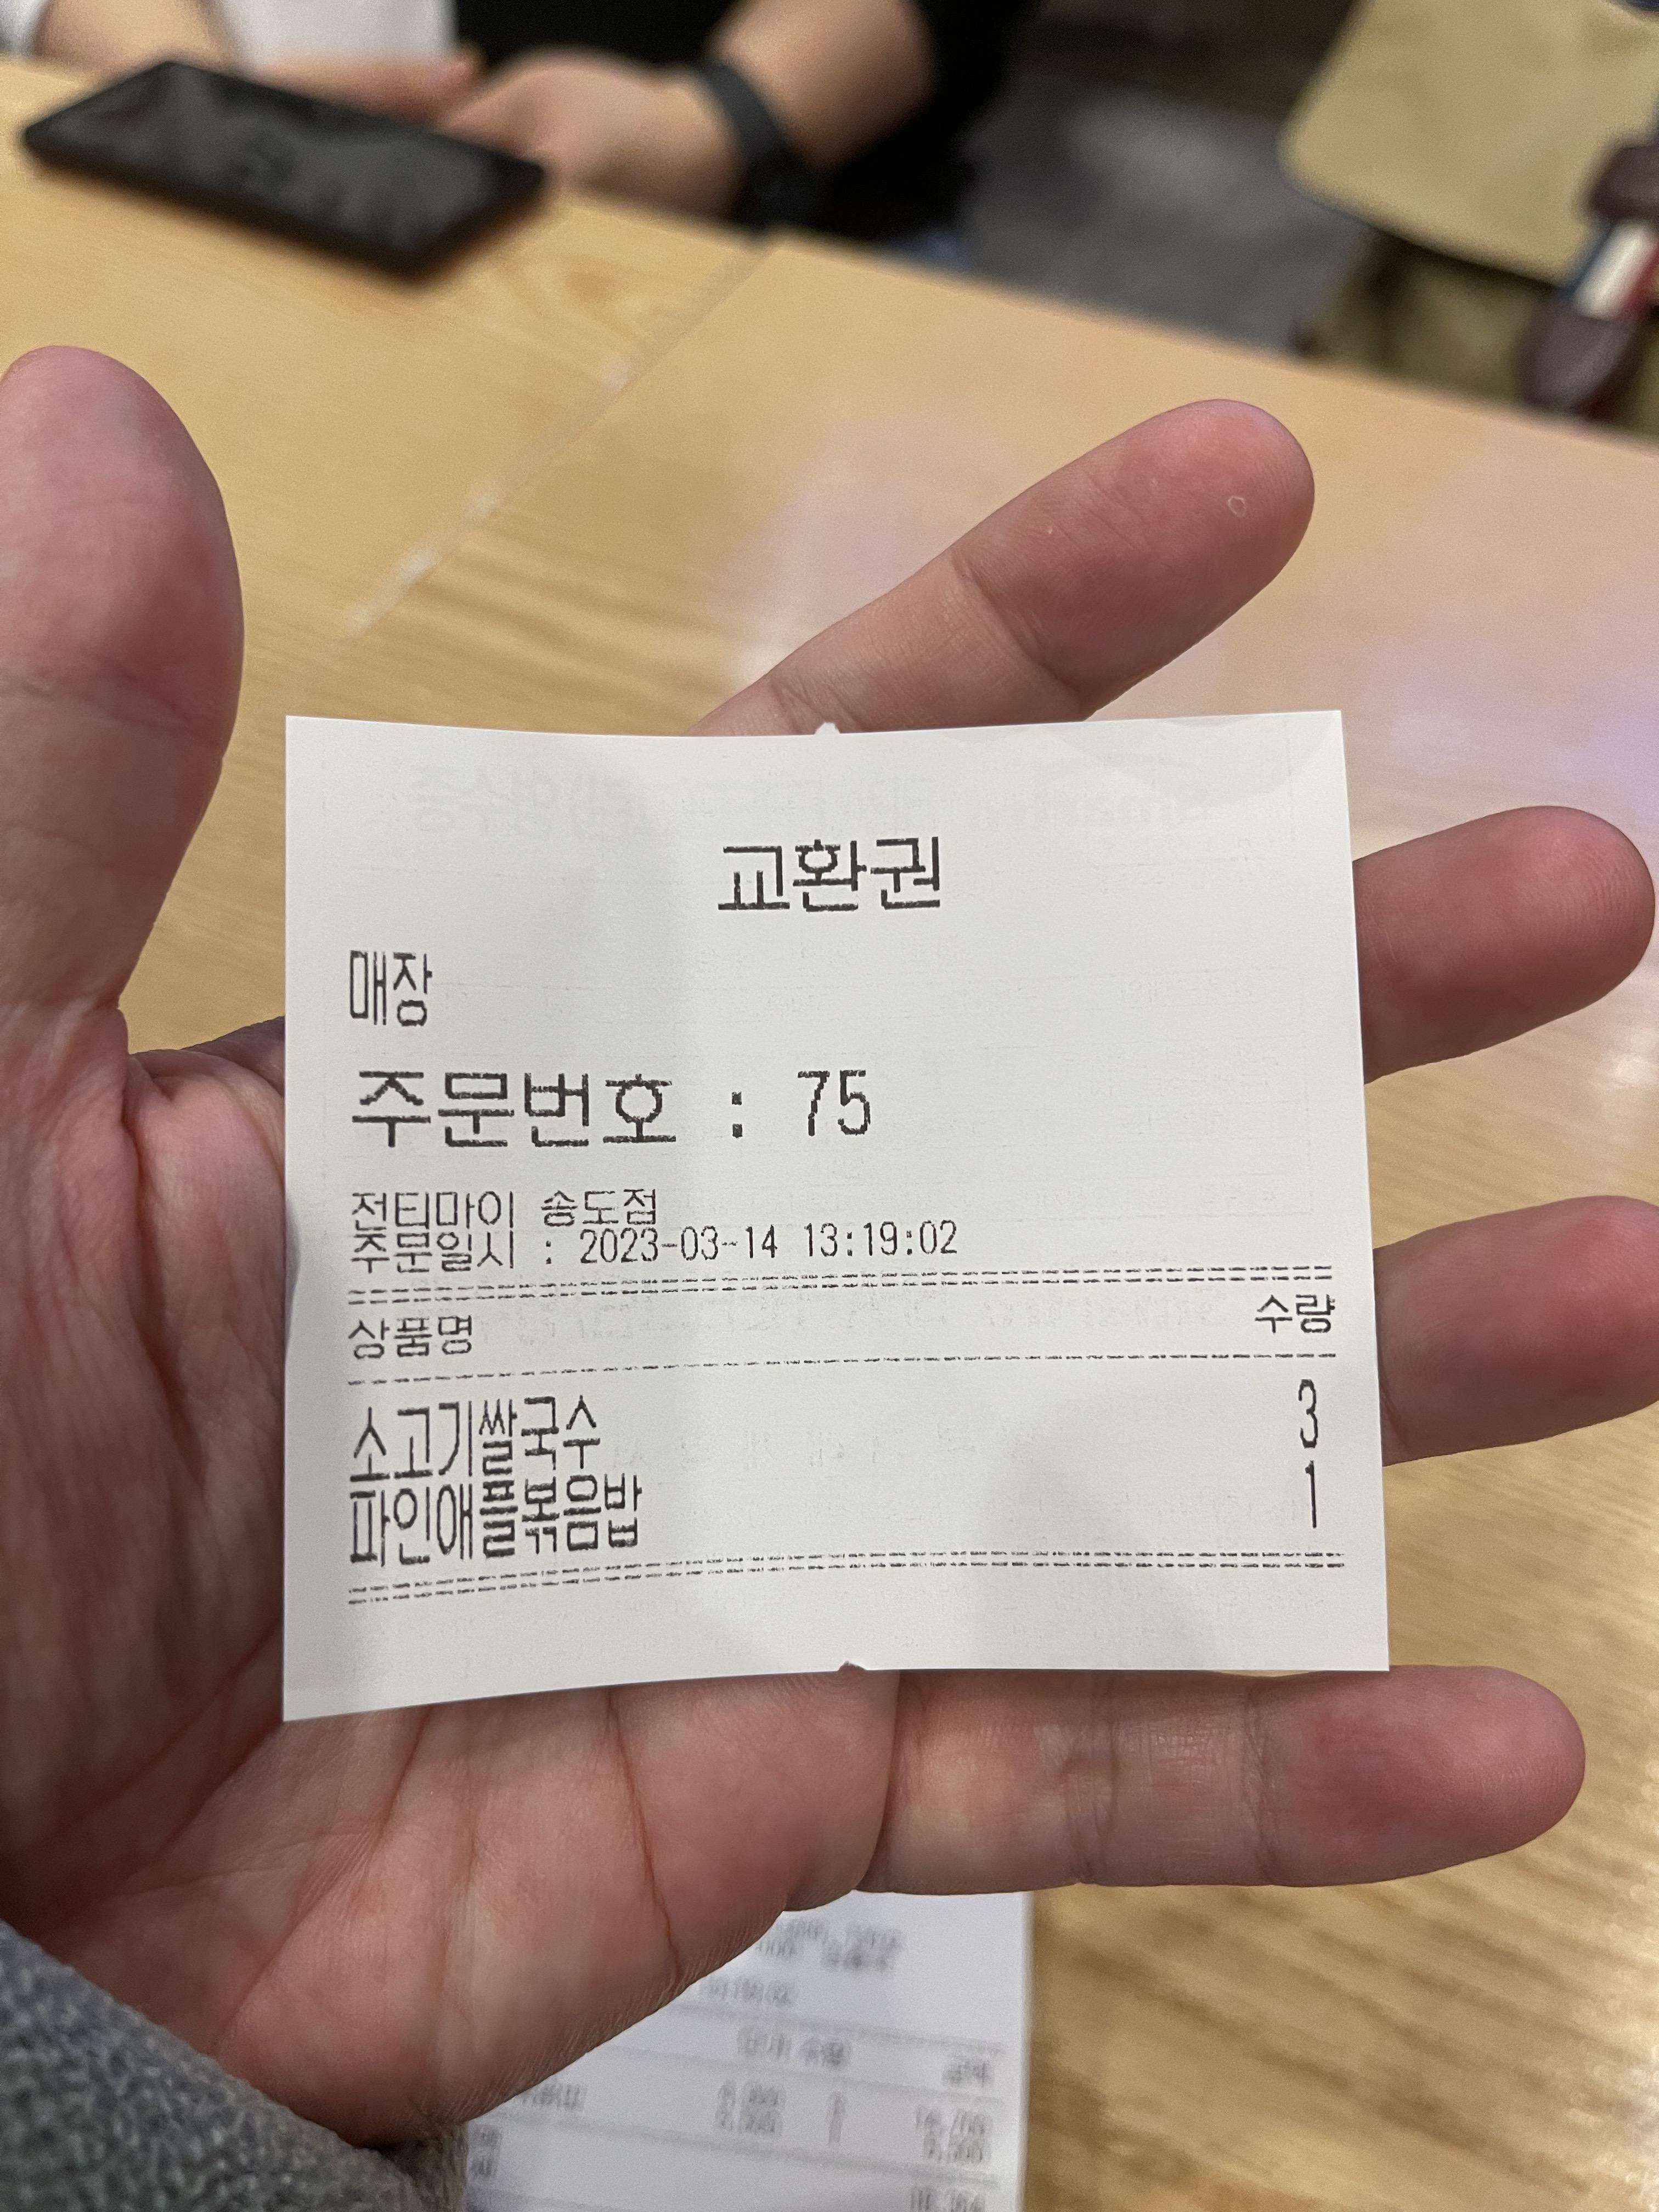 교환권
매장
주문번호 : 75
전티마이 송도점
주문일시 : 2023-03-14 13:19:02
상품명 수량
소고기쌀국수 3
파인애플볶음밥 1